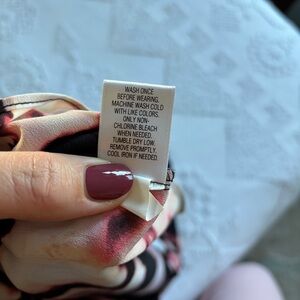 WASH ONCE
BEFORE WEARING.
MACHINE WASH COLD
WITH LIKE COLORS.
ONLY NON-
CHLORINE BLEACH
WHEN NEEDED.
TUMBLE DRY LOW.
REMOVE PROMPTLY.
COOL IRON IF NEEDED.